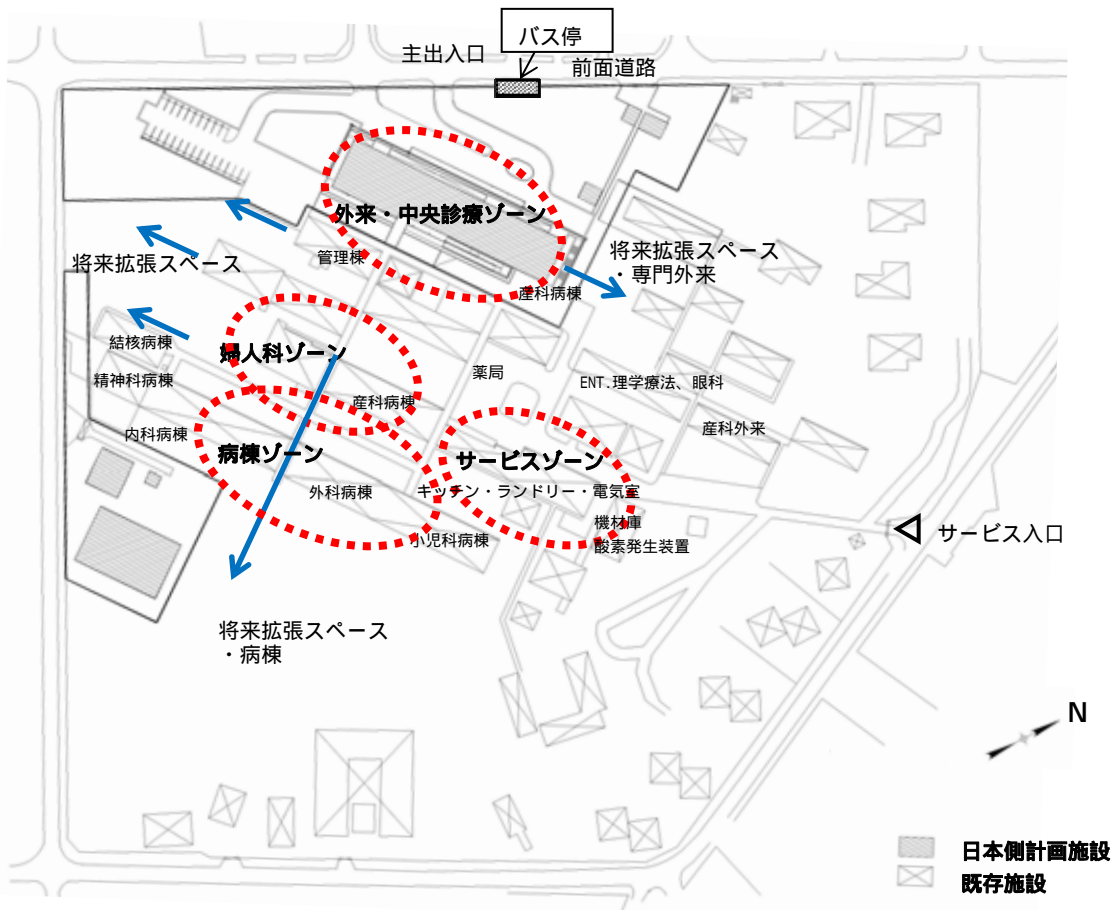 バス停
主出入口
前面道路
外来・中央診療ゾーン
管理棟
将来拡張スペース
・専門外来
将来拡張スペース
産科病棟
結核病棟
婦人科ゾーン
薬局
ENT.理学療法、眼科
精神科病棟
産科病棟
産科外来
内科病棟
病棟ゾーン
サービスゾーン
外科病棟
キッチン・ランドリー・電気室
機材庫
小児科病棟
酸素発生装置
サービス入口
将来拡張スペース
・病棟
N
日本側計画施設
既存施設